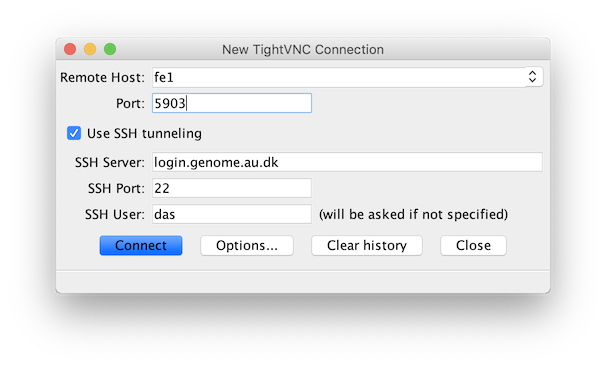 New TightVNC Connection
Remote Host: fe1
Port: 5903
Use SSH tunneling
SSH Server: login.genome.au.dk
SSH Port: 22
SSH User: das (will be asked if not specified)
Connect Options... Clear history Close